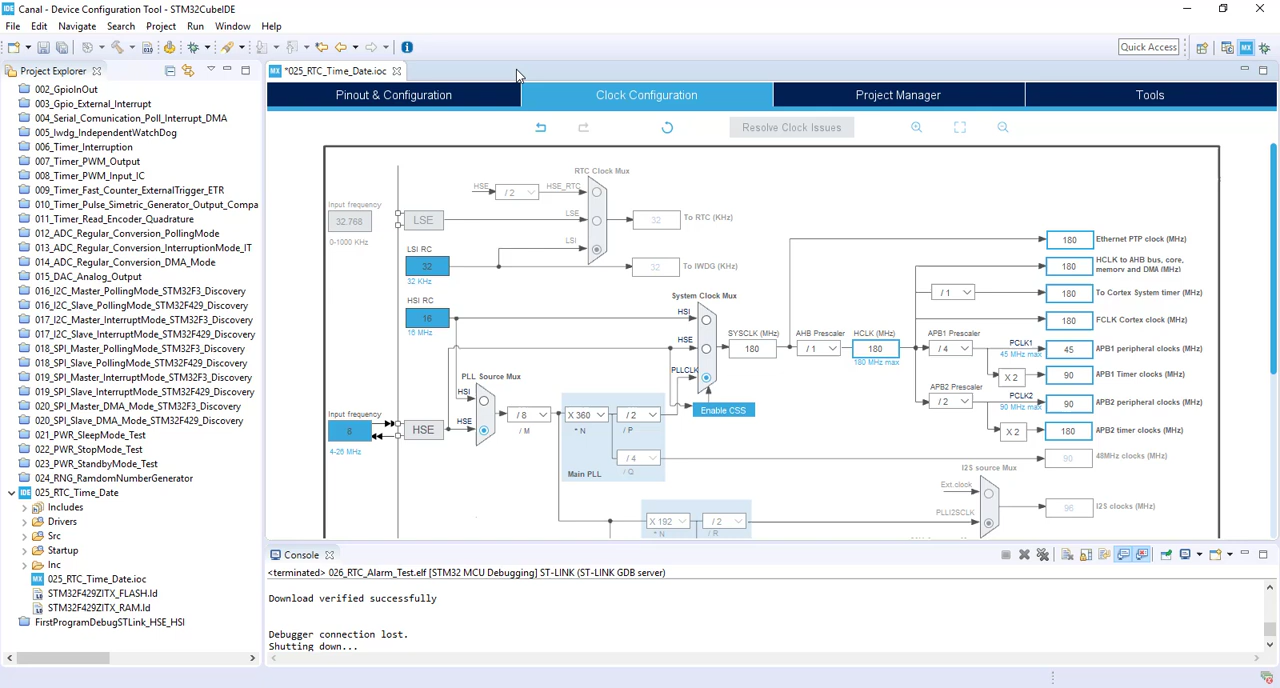 IDE Canal - Device Configuration Tool - STM32CubeIDE
File Edit Navigate Search Project Run Window Help
Quick Access
MX
Project Explorer
002_GpioInOut
003_Gpio_External_Interrupt
004_Serial_Comunication_Poll_Interrupt_DMA
005_Iwdg_IndependentWatchDog
006_Timer_Interruption
007_Timer_PWM_Output
008_Timer_PWM_Input_IC
009_Timer_Fast_Counter_ExternalTrigger_ETR
010_Timer_Pulse_Simetric_Generator_Output_Compa
011_Timer_Read_Encoder_Quadrature
012_ADC_Regular_Conversion_PollingMode
013_ADC_Regular_Conversion_InterruptionMode_IT
014_ADC_Regular_Conversion_DMA_Mode
015_DAC_Analog_Output
016_I2C_Master_PollingMode_STM32F3_Discovery
016_I2C_Slave_PollingMode_STM32F429_Discovery
017_I2C_Master_InterruptMode_STM32F3_Discovery
017_I2C_Slave_InterruptMode_STM32F429_Discovery
018_SPI_Master_PollingMode_STM32F3_Discovery
018_SPI_Slave_PollingMode_STM32F429_Discovery
019_SPI_Master_InterruptMode_STM32F3_Discovery
019_SPI_Slave_InterruptMode_STM32F429_Discovery
020_SPI_Master_DMA_Mode_STM32F3_Discovery
020_SPI_Slave_DMA_Mode_STM32F429_Discovery
021_PWR_SleepMode_Test
022_PWR_StopMode_Test
023_PWR_StandbyMode_Test
024_RNG_RamdomNumberGenerator
025_RTC_Time_Date
Includes
Drivers
Src
Startup
Inc
MX 025_RTC_Time_Date.ioc
STM32F429ZITX_FLASH.ld
STM32F429ZITX_RAM.ld
FirstProgramDebugSTLink_HSE_HSI
MX *025_RTC_Time_Date.ioc
Pinout & Configuration Clock Configuration Project Manager Tools
Resolve Clock Issues
RTC Clock Mux
HSE / 2 HSE_RTC
Input frequency
32.768
0-1000 KHz
LSE LSE 32 To RTC (KHz)
LSI
LSI RC
32
32 KHz
32 To IWDG (KHz)
HSI RC
16
16 MHz
System Clock Mux
HSI
HSE
PLLCLK
Enable CSS
SYSCLK (MHz)
180
AHB Prescaler
/ 1
HCLK (MHz)
180
180 MHz max
180 Ethernet PTP clock (MHz)
180 HCLK to AHB bus, core, memory and DMA (MHz)
/ 1 180 To Cortex System timer (MHz)
180 FCLK Cortex clock (MHz)
APB1 Prescaler
/ 4
PCLK1
45 MHz max
45 APB1 peripheral clocks (MHz)
X 2 90 APB1 Timer clocks (MHz)
APB2 Prescaler
/ 2
PCLK2
90 MHz max
90 APB2 peripheral clocks (MHz)
X 2 180 APB2 timer clocks (MHz)
PLL Source Mux
HSI
HSE
Input frequency
8
4-26 MHz
HSE
/ 8
/ M
X 360
* N
/ 2
/ P
/ 4
/ Q
Main PLL
90 48MHz clocks (MHz)
I2S source Mux
Ext.clock
PLLI2SCLK
96 I2S clocks (MHz)
X 192
* N
/ 2
/ R
Console
<terminated> 026_RTC_Alarm_Test.elf [STM32 MCU Debugging] ST-LINK (ST-LINK GDB server)
Download verified successfully
Debugger connection lost.
Shutting down...